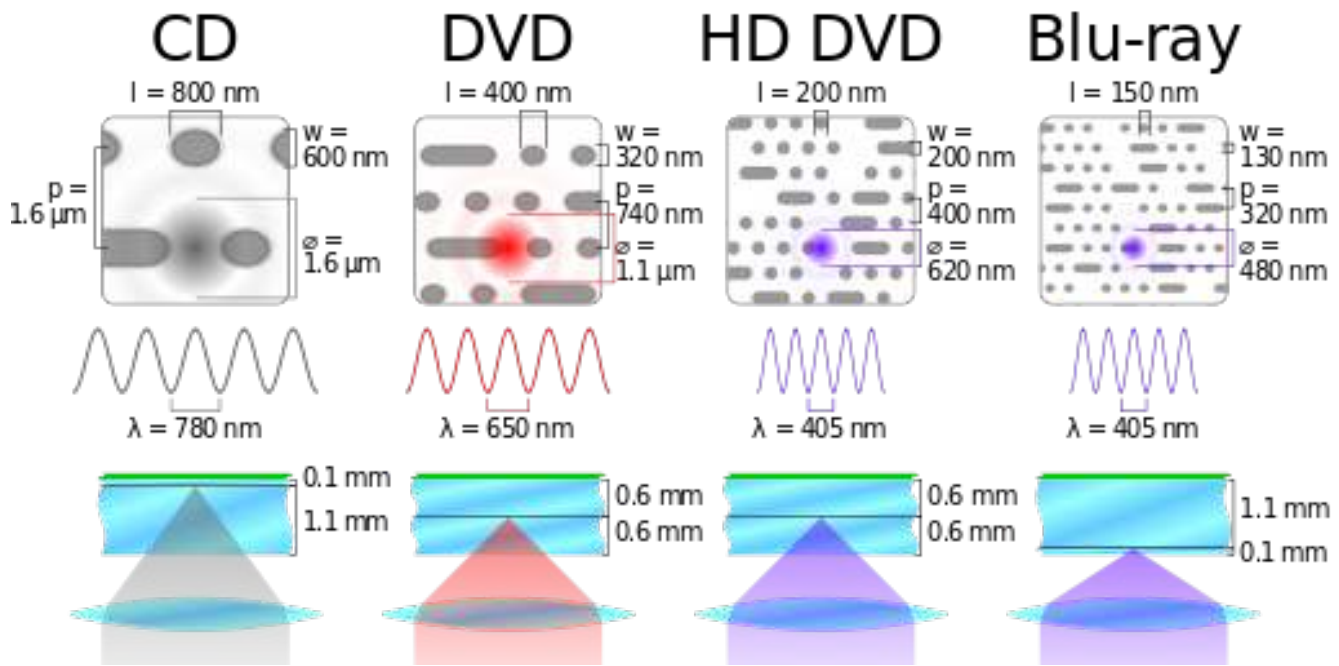 CD
l = 800 nm
w =
600 nm
p =
1.6 µm
⌀ =
1.6 µm
λ = 780 nm
0.1 mm
1.1 mm
DVD
l = 400 nm
w =
320 nm
p =
740 nm
⌀ =
1.1 µm
λ = 650 nm
0.6 mm
0.6 mm
HD DVD
l = 200 nm
w =
200 nm
p =
400 nm
⌀ =
620 nm
λ = 405 nm
0.6 mm
0.6 mm
Blu-ray
l = 150 nm
w =
130 nm
p =
320 nm
⌀ =
480 nm
λ = 405 nm
1.1 mm
0.1 mm